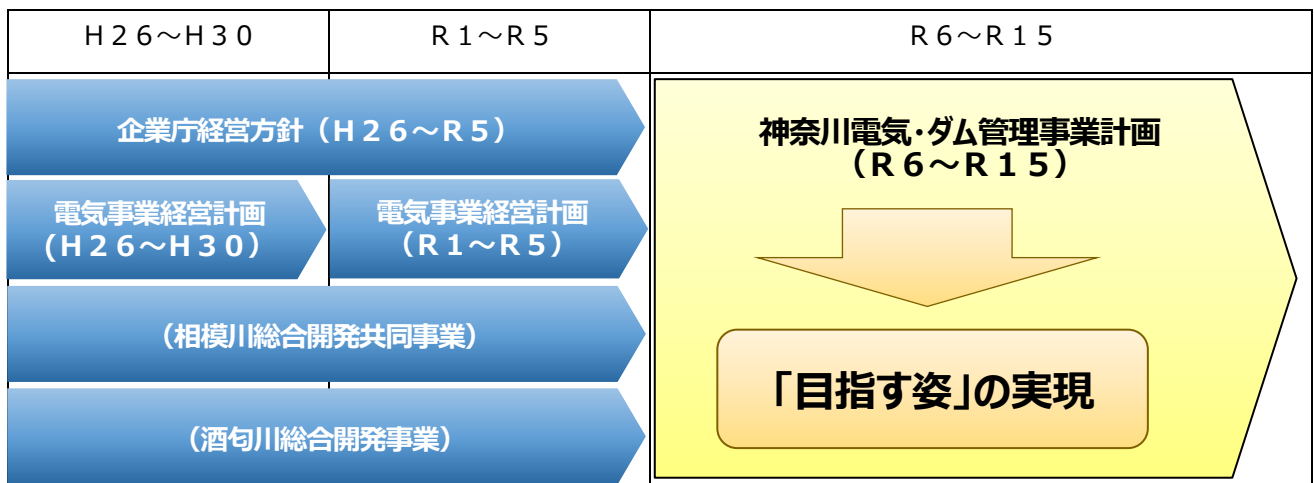 H26～H30
R1～R5
R6～R15
企業庁経営方針（H26～R5）
神奈川電気・ダム管理事業計画
（R6～R15）
電気事業経営計画
(H26～H30）
電気事業経営計画
（R1～R5）
（相模川総合開発共同事業）
「目指す姿」の実現
（酒匂川総合開発事業）